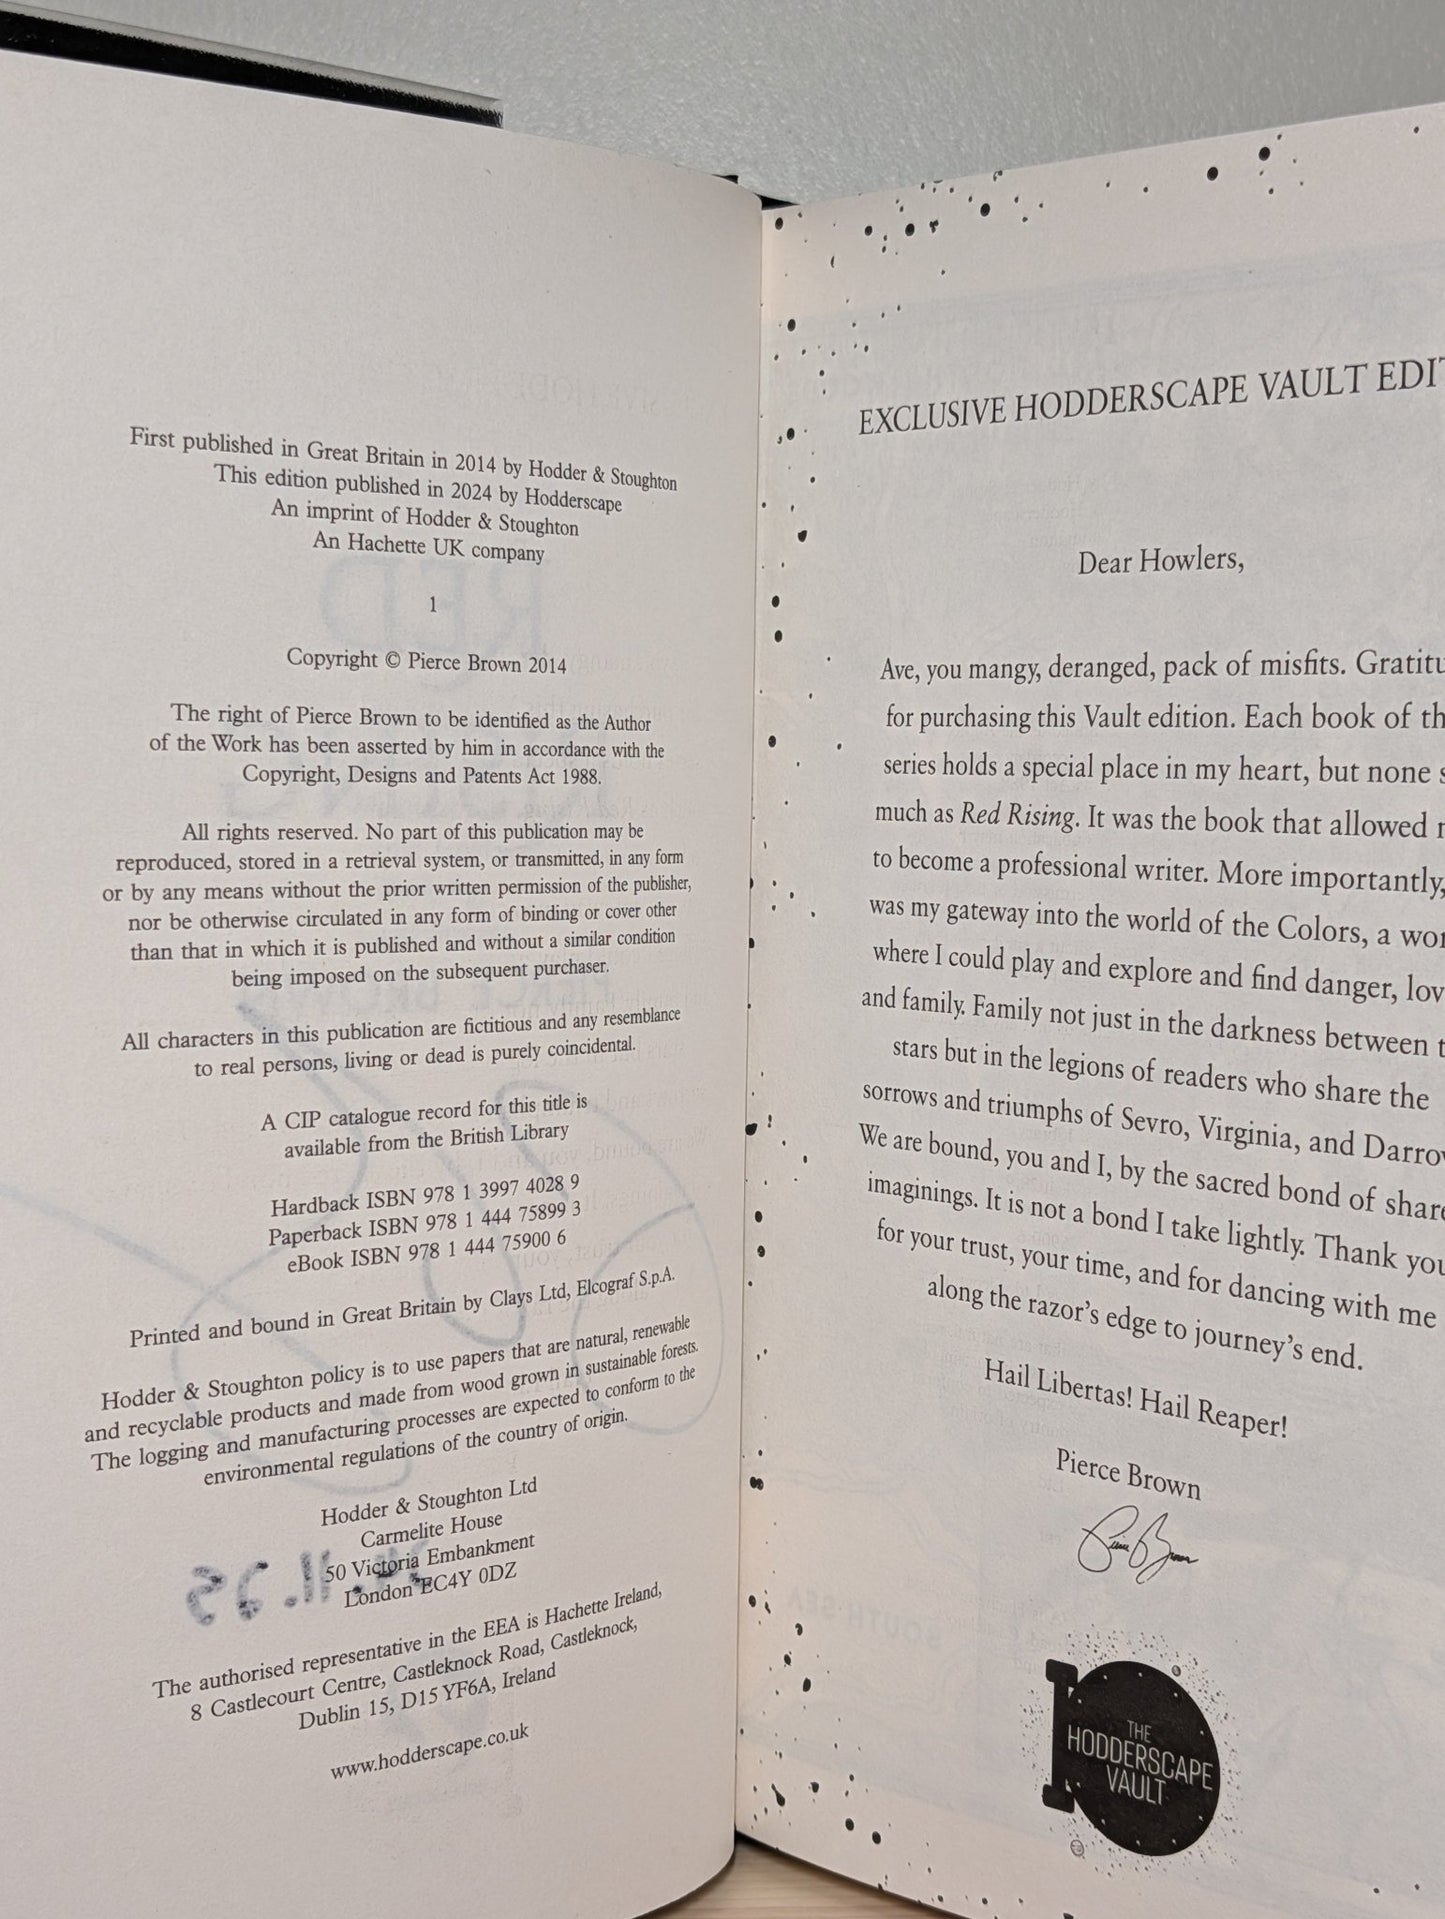 First published in Great Britain in 2014 by Hodder & Stoughton
This edition published in 2024 by Hodderscape
An imprint of Hodder & Stoughton
An Hachette UK company
1
Copyright © Pierce Brown 2014
The right of Pierce Brown to be identified as the Author
of the Work has been asserted by him in accordance with the
Copyright, Designs and Patents Act 1988.
All rights reserved. No part of this publication may be
reproduced, stored in a retrieval system, or transmitted, in any form
or by any means without the prior written permission of the publisher,
nor be otherwise circulated in any form of binding or cover other
than that in which it is published and without a similar condition
being imposed on the subsequent purchaser.
All characters in this publication are fictitious and any resemblance
to real persons, living or dead is purely coincidental.
A CIP catalogue record for this title is
available from the British Library
Hardback ISBN 978 1 3997 4028 9
Paperback ISBN 978 1 444 75899 3
eBook ISBN 978 1 444 75900 6
Printed and bound in Great Britain by Clays Ltd, Elcograf S.p.A.
Hodder & Stoughton policy is to use papers that are natural, renewable
and recyclable products and made from wood grown in sustainable forests.
The logging and manufacturing processes are expected to conform to the
environmental regulations of the country of origin.
Hodder & Stoughton Ltd
Carmelite House
50 Victoria Embankment
London EC4Y 0DZ
The authorised representative in the EEA is Hachette Ireland,
8 Castlecourt Centre, Castleknock Road, Castleknock,
Dublin 15, D15 YF6A, Ireland
www.hodderscape.co.uk
EXCLUSIVE HODDERSCAPE VAULT EDIT
Dear Howlers,
Ave, you mangy, deranged, pack of misfits. Gratitu
for purchasing this Vault edition. Each book of th
series holds a special place in my heart, but none s
much as Red Rising. It was the book that allowed
to become a professional writer. More importantly,
was my gateway into the world of the Colors, a wor
where I could play and explore and find danger, lov
and family. Family not just in the darkness between t
stars but in the legions of readers who share the
sorrows and triumphs of Sevro, Virginia, and Darrow
We are bound, you and I, by the sacred bond of share
imaginings. It is not a bond I take lightly. Thank you
for your trust, your time, and for dancing with me
along the razor's edge to journey's end.
Hail Libertas! Hail Reaper!
Pierce Brown
Pierce Brown
THE
HODDERSCAPE
VAULT